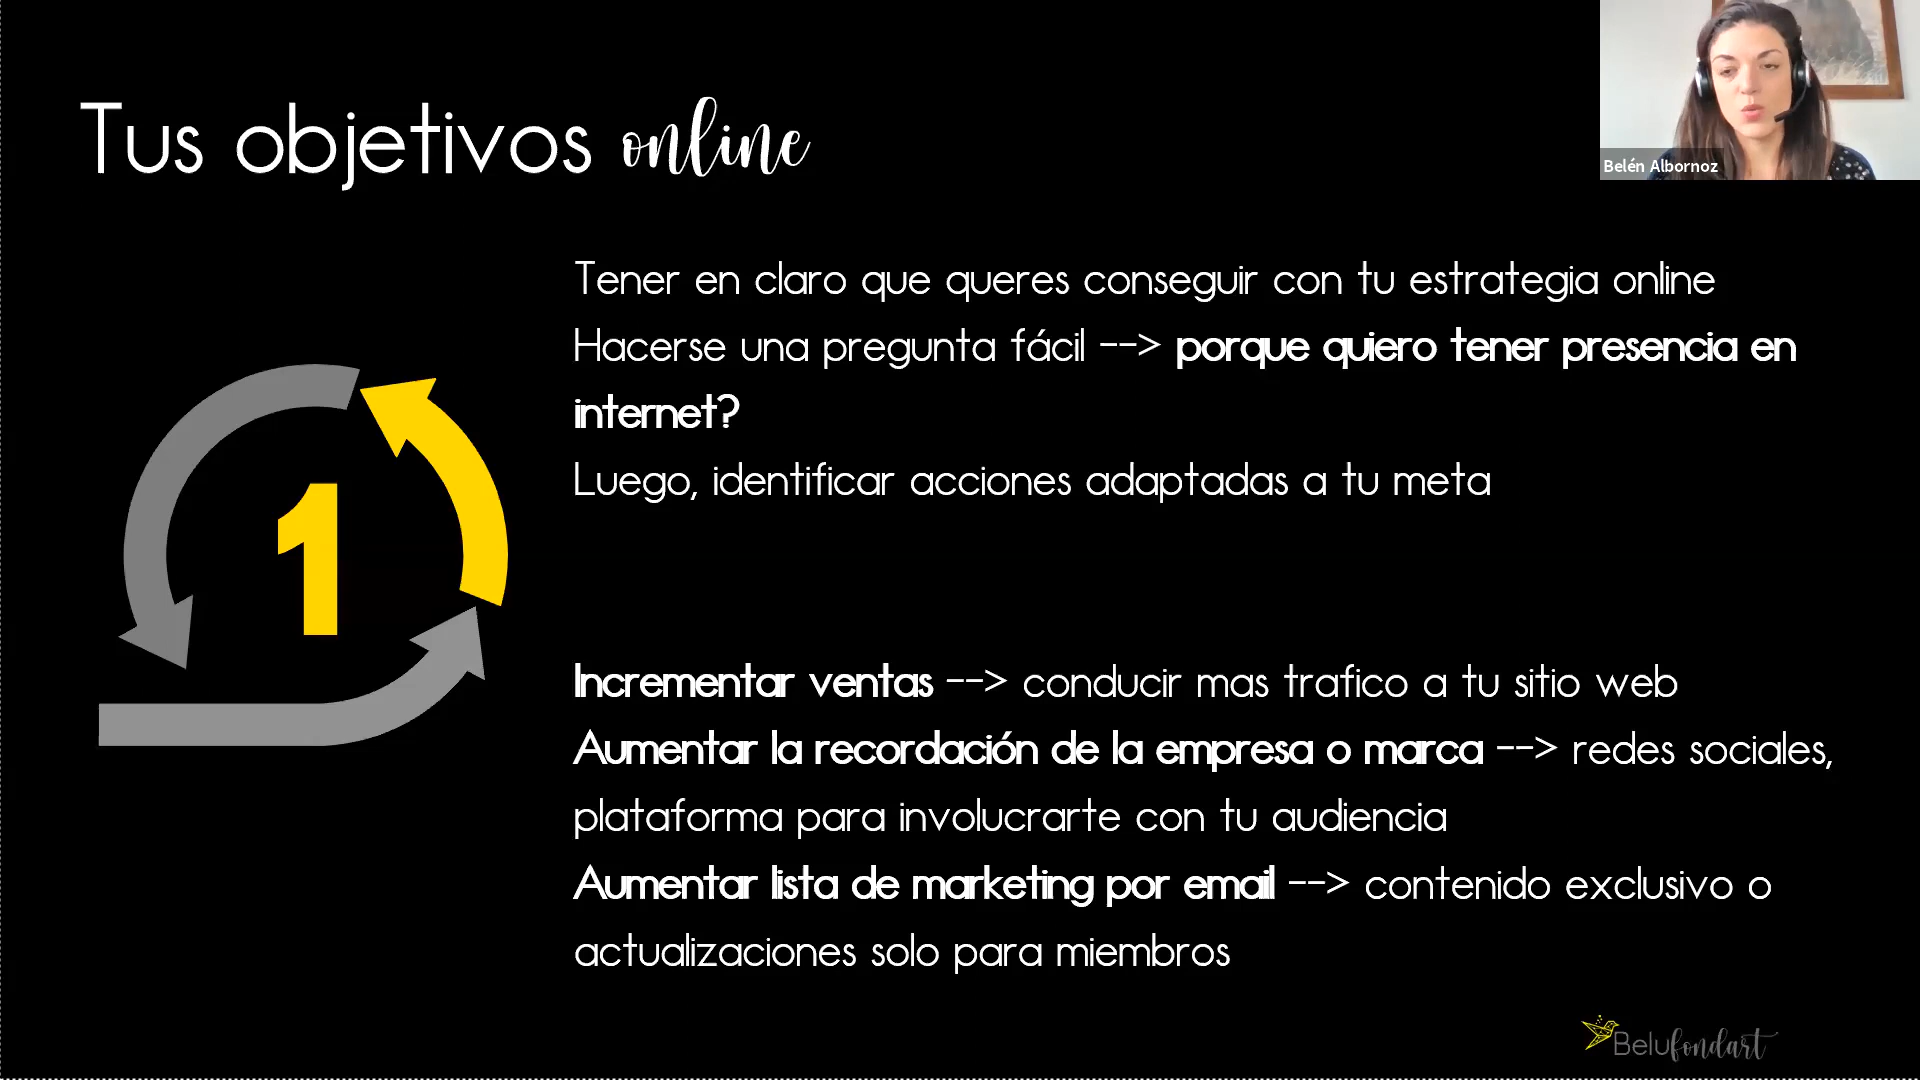 Tus objetivos online
Belén Albornoz
Tener en claro que queres conseguir con tu estrategia online
Hacerse una pregunta fácil --> porque quiero tener presencia en
internet?
Luego, identificar acciones adaptadas a tu meta
1
Incrementar ventas --> conducir mas trafico a tu sitio web
Aumentar la recordación de la empresa o marca --> redes sociales,
plataforma para involucrarte con tu audiencia
Aumentar lista de marketing por email --> contenido exclusivo o
actualizaciones solo para miembros
Belufondart